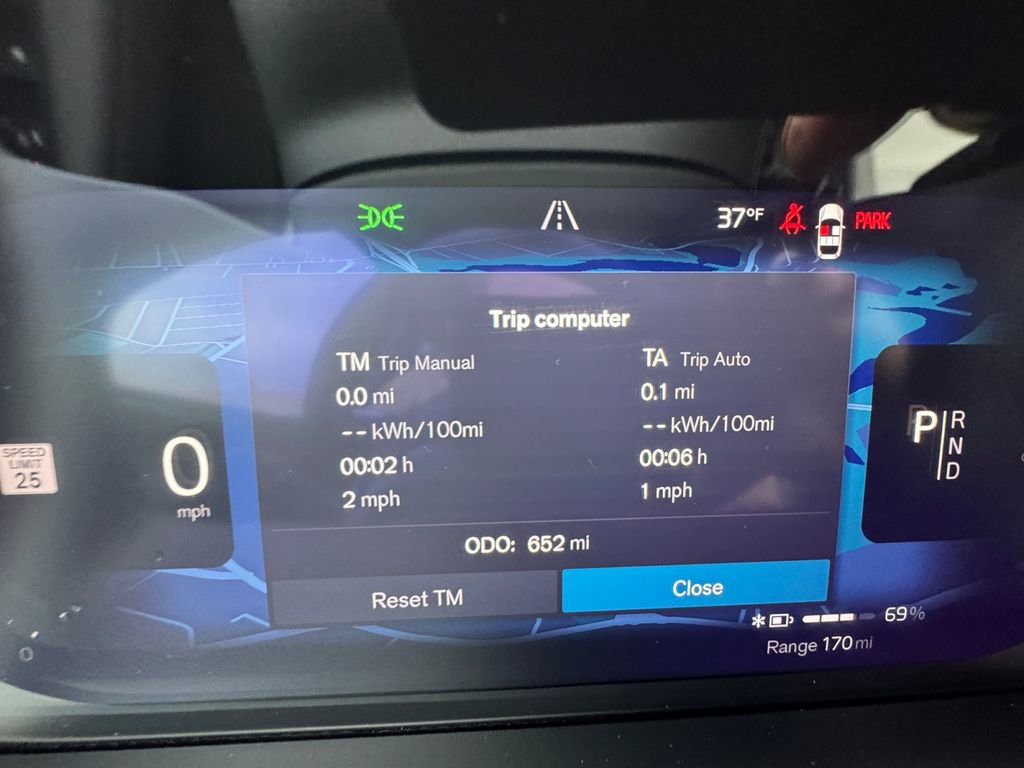 37°F
PARK
Trip computer
TM Trip Manual
0.0 mi
-- kWh/100mi
00:02 h
2 mph
TA Trip Auto
0.1 mi
-- kWh/100mi
00:06 h
1 mph
ODO: 652 mi
Reset TM
Close
SPEED
LIMIT
25
0
mph
P
R
N
D
69%
Range 170 mi